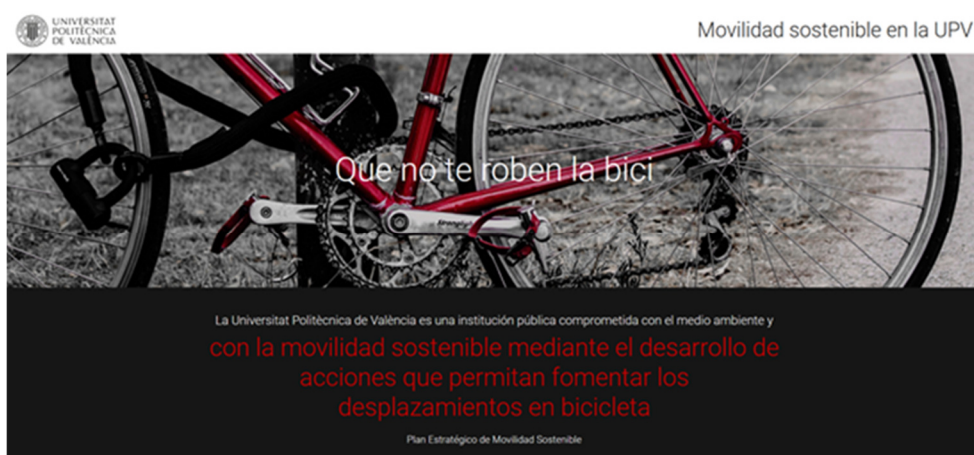 UNIVERSITAT
POLITÈCNICA
DE VALÈNCIA
Movilidad sostenible en la UPV
Que no te roben la bici
La Universitat Politècnica de València es una institución pública comprometida con el medio ambiente y
con la movilidad sostenible mediante el desarrollo de
acciones que permitan fomentar los
desplazamientos en bicicleta
Plan Estratégico de Movilidad Sostenible